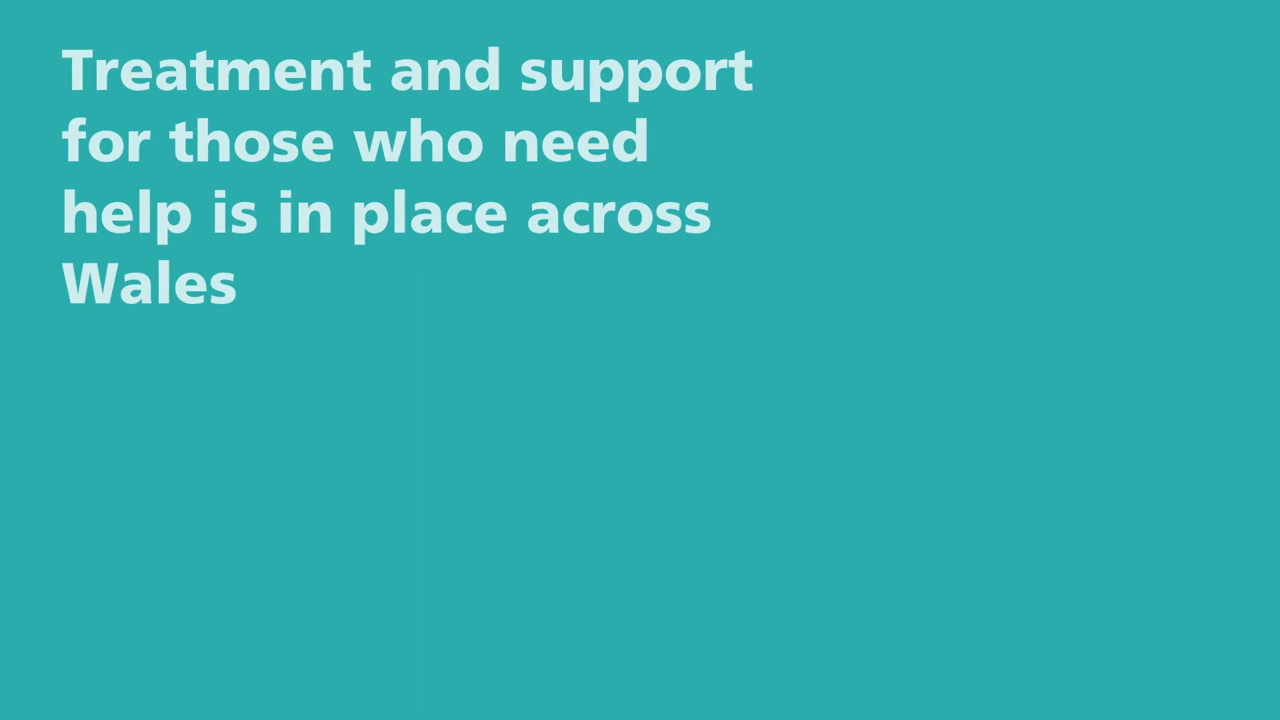 Treatment and support
for those who need
help is in place across
Wales